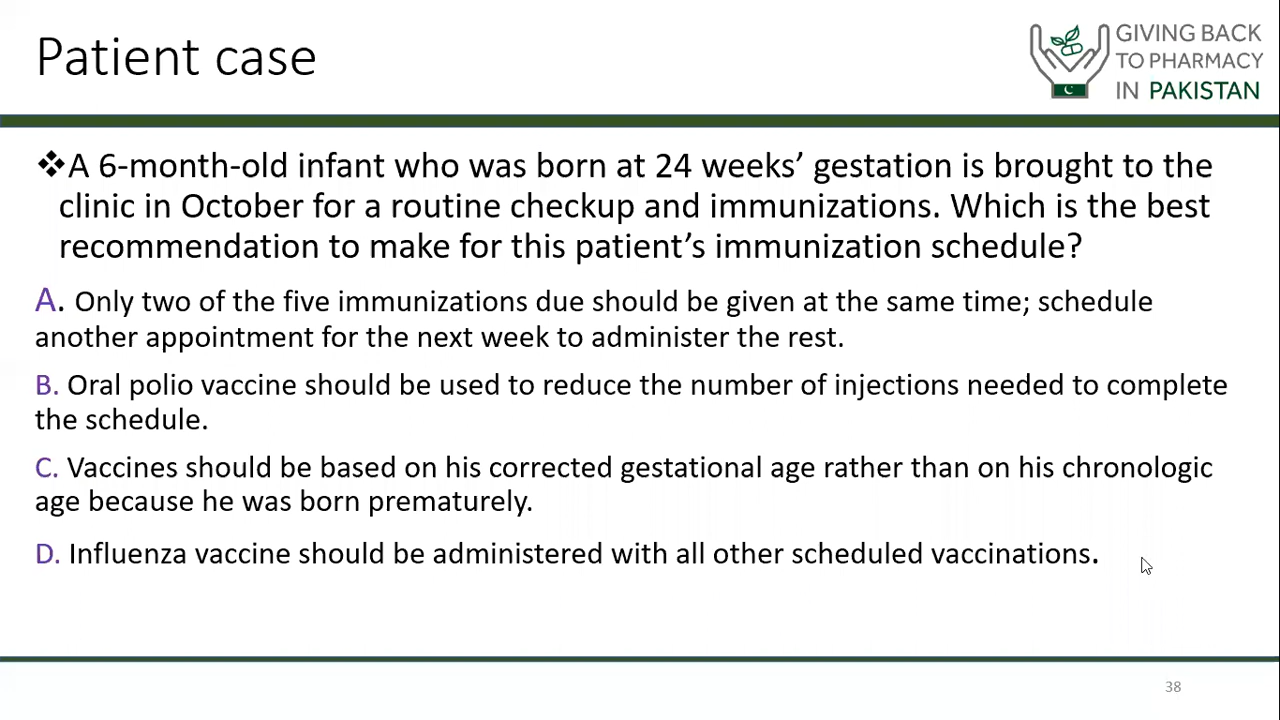 Patient case
GIVING BACK
TO PHARMACY
IN PAKISTAN
❖A 6-month-old infant who was born at 24 weeks’ gestation is brought to the
clinic in October for a routine checkup and immunizations. Which is the best
recommendation to make for this patient’s immunization schedule?
A. Only two of the five immunizations due should be given at the same time; schedule
another appointment for the next week to administer the rest.
B. Oral polio vaccine should be used to reduce the number of injections needed to complete
the schedule.
C. Vaccines should be based on his corrected gestational age rather than on his chronologic
age because he was born prematurely.
D. Influenza vaccine should be administered with all other scheduled vaccinations.
38